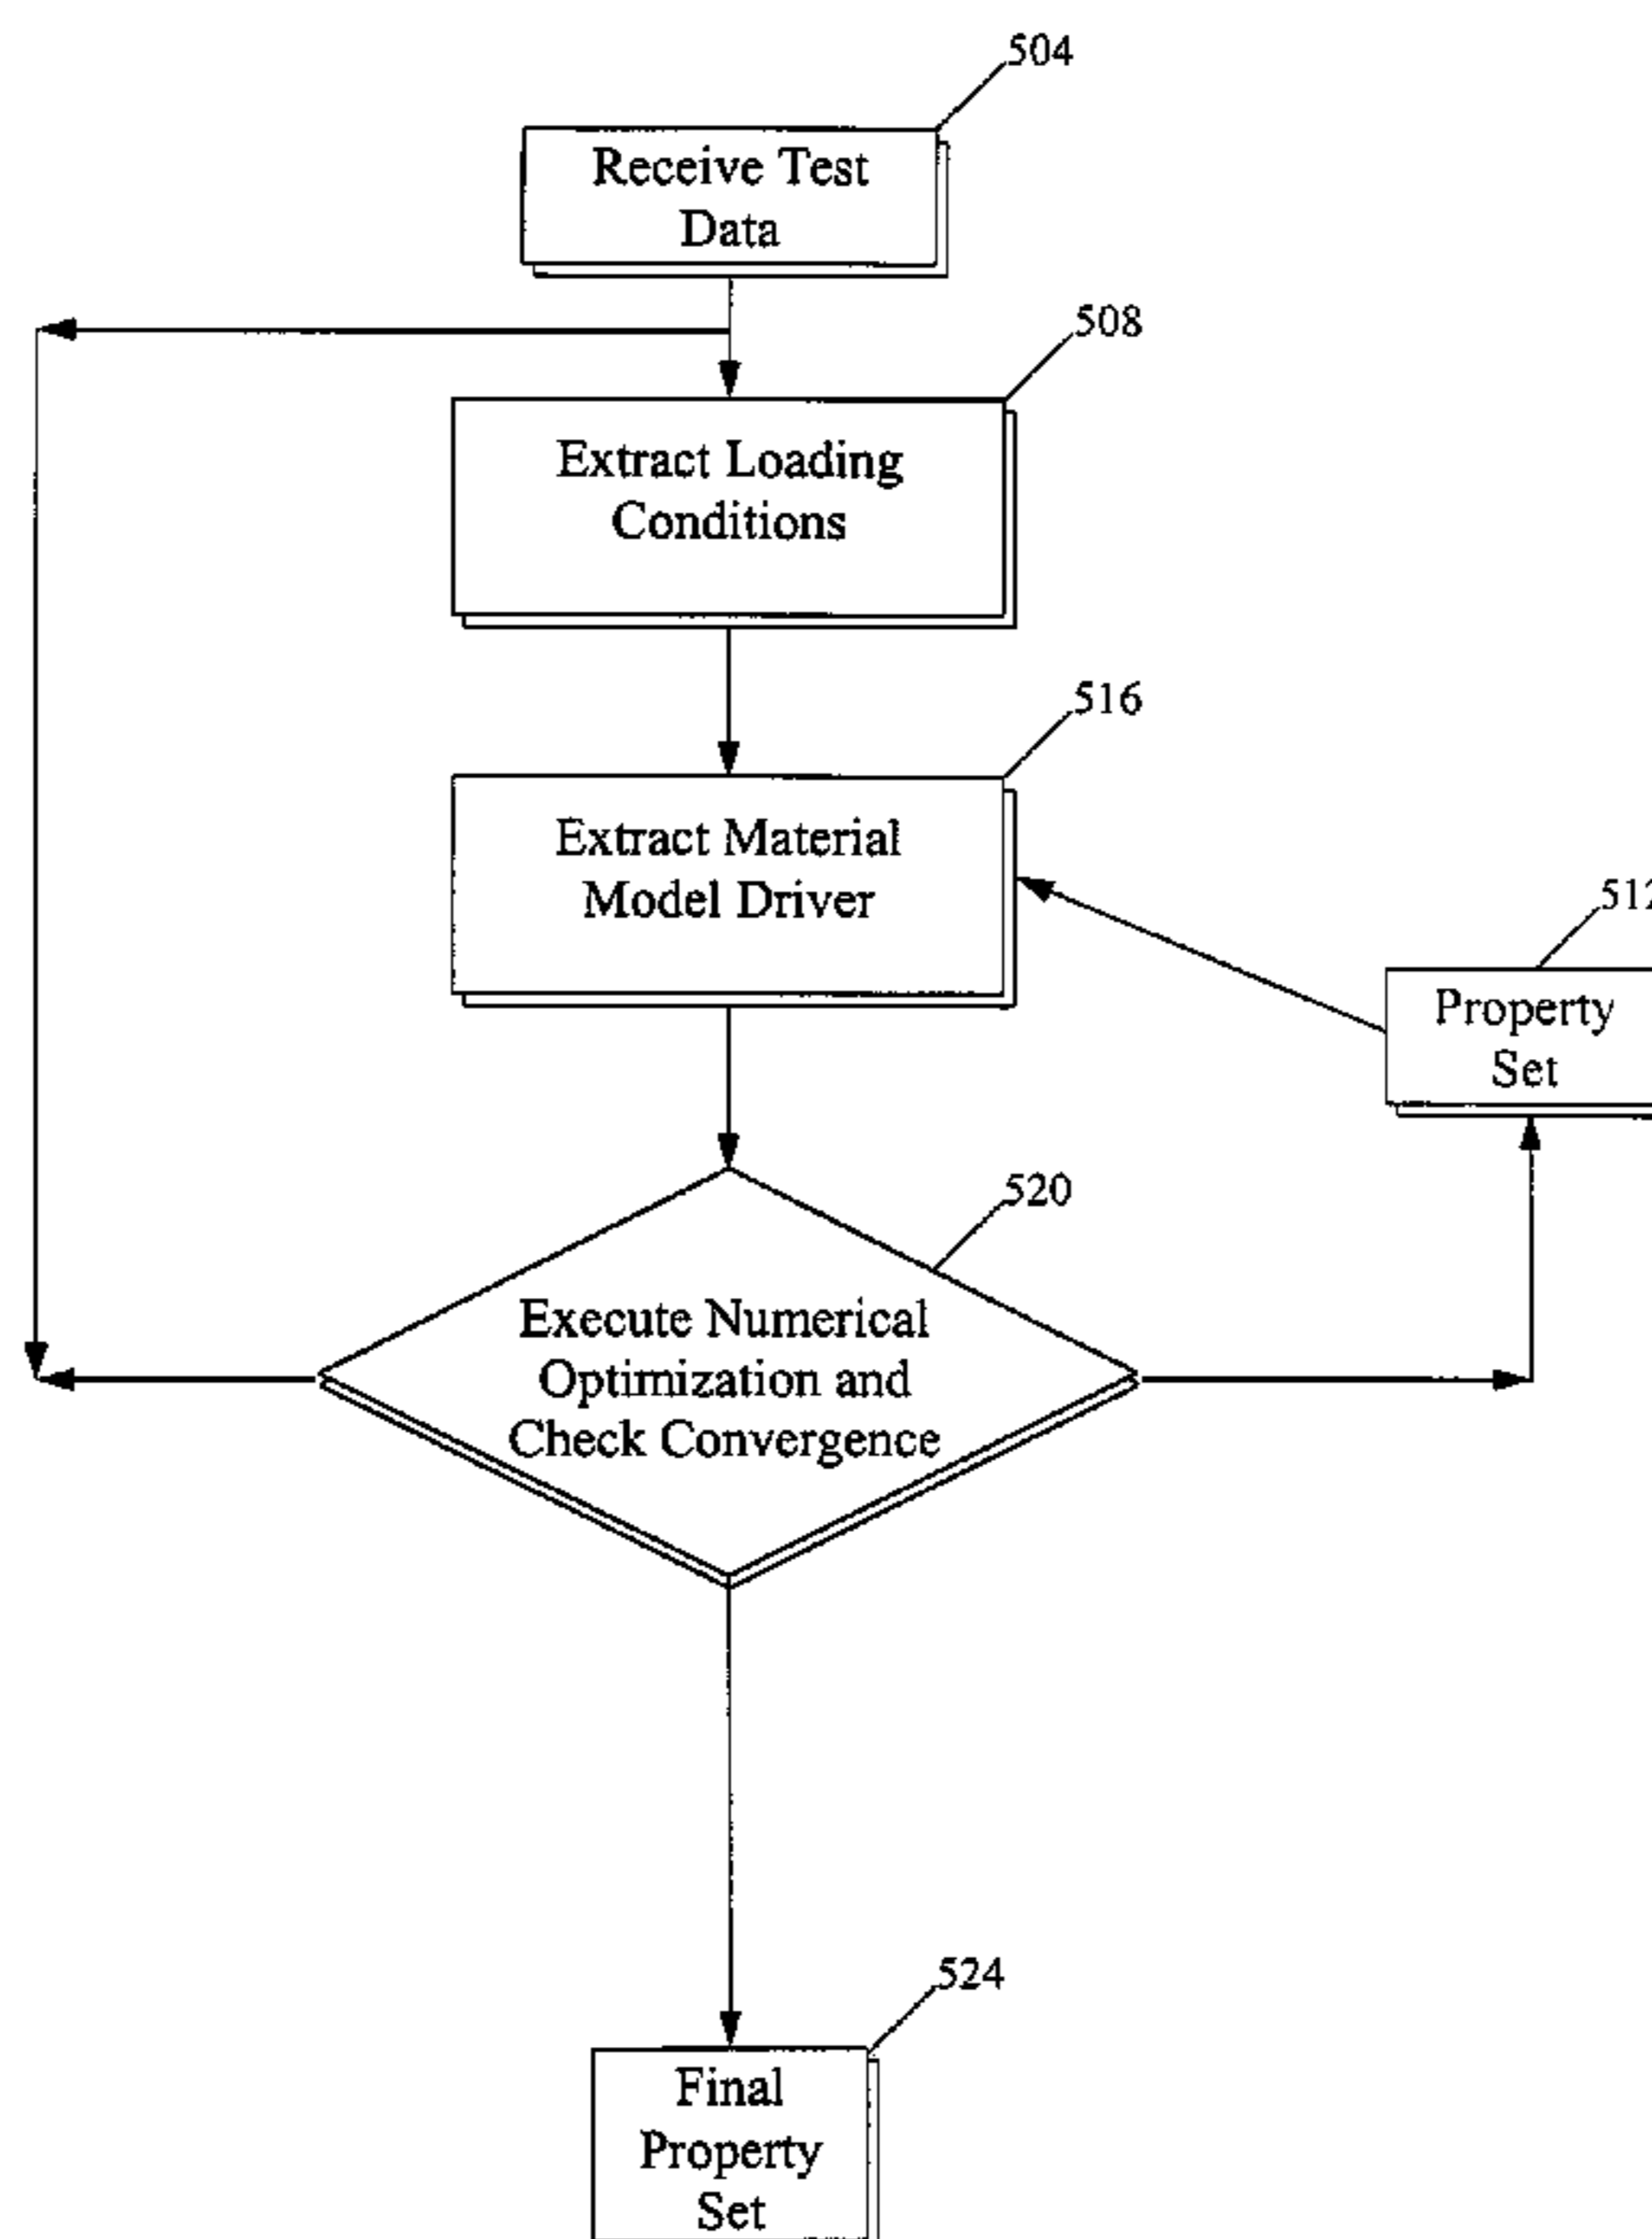 504
Receive Test
Data
508
Extract Loading
Conditions
516
Extract Material
Model Driver
512
Property
Set
520
Execute Numerical
Optimization and
Check Convergence
524
Final
Property
Set